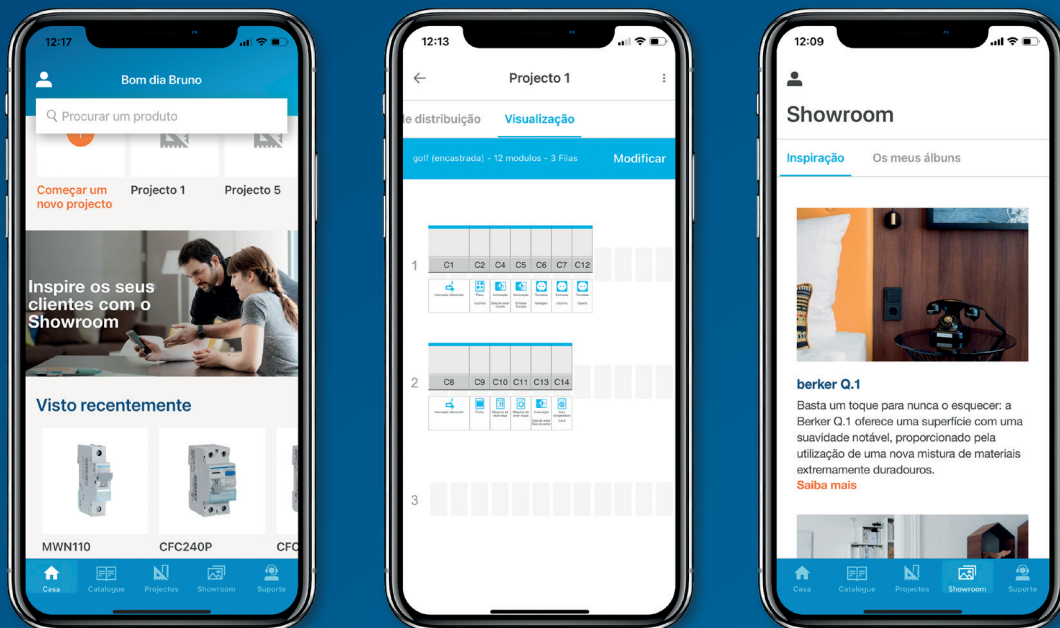 12:17
Bom dia Bruno
Procurar um produto
Começar um
novo projecto
Projecto 1
Projecto 5
Inspire os seus
clientes com o
Showroom
Visto recentemente
MWN110
CFC240P
CFC
Casa
Catalogue
Projectos
Showroom
Suporte
12:13
Projecto 1
le distribuição
Visualização
golf (encastrada) - 12 modulos - 3 Filas
Modificar
1
C1 C2 C4 C5 C6 C7 C12
2
C8 C9 C10 C11 C13 C14
3
12:09
Showroom
Inspiração
Os meus álbuns
berker Q.1
Basta um toque para nunca o esquecer: a
Berker Q.1 oferece uma superfície com uma
suavidade notável, proporcionado pela
utilização de uma nova mistura de materiais
extremamente duradouros.
Saiba mais
Casa
Catalogue
Projectos
Showroom
Suporte